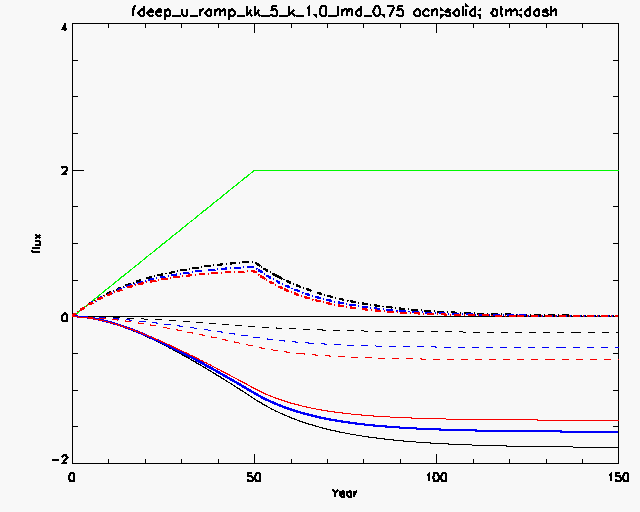 fdeep_u_ramp_kk_5_k_1.0_lmd_0.75 ocn;solid; atm;dash
4
2
flux
0
-2
0 50 100 150
Year